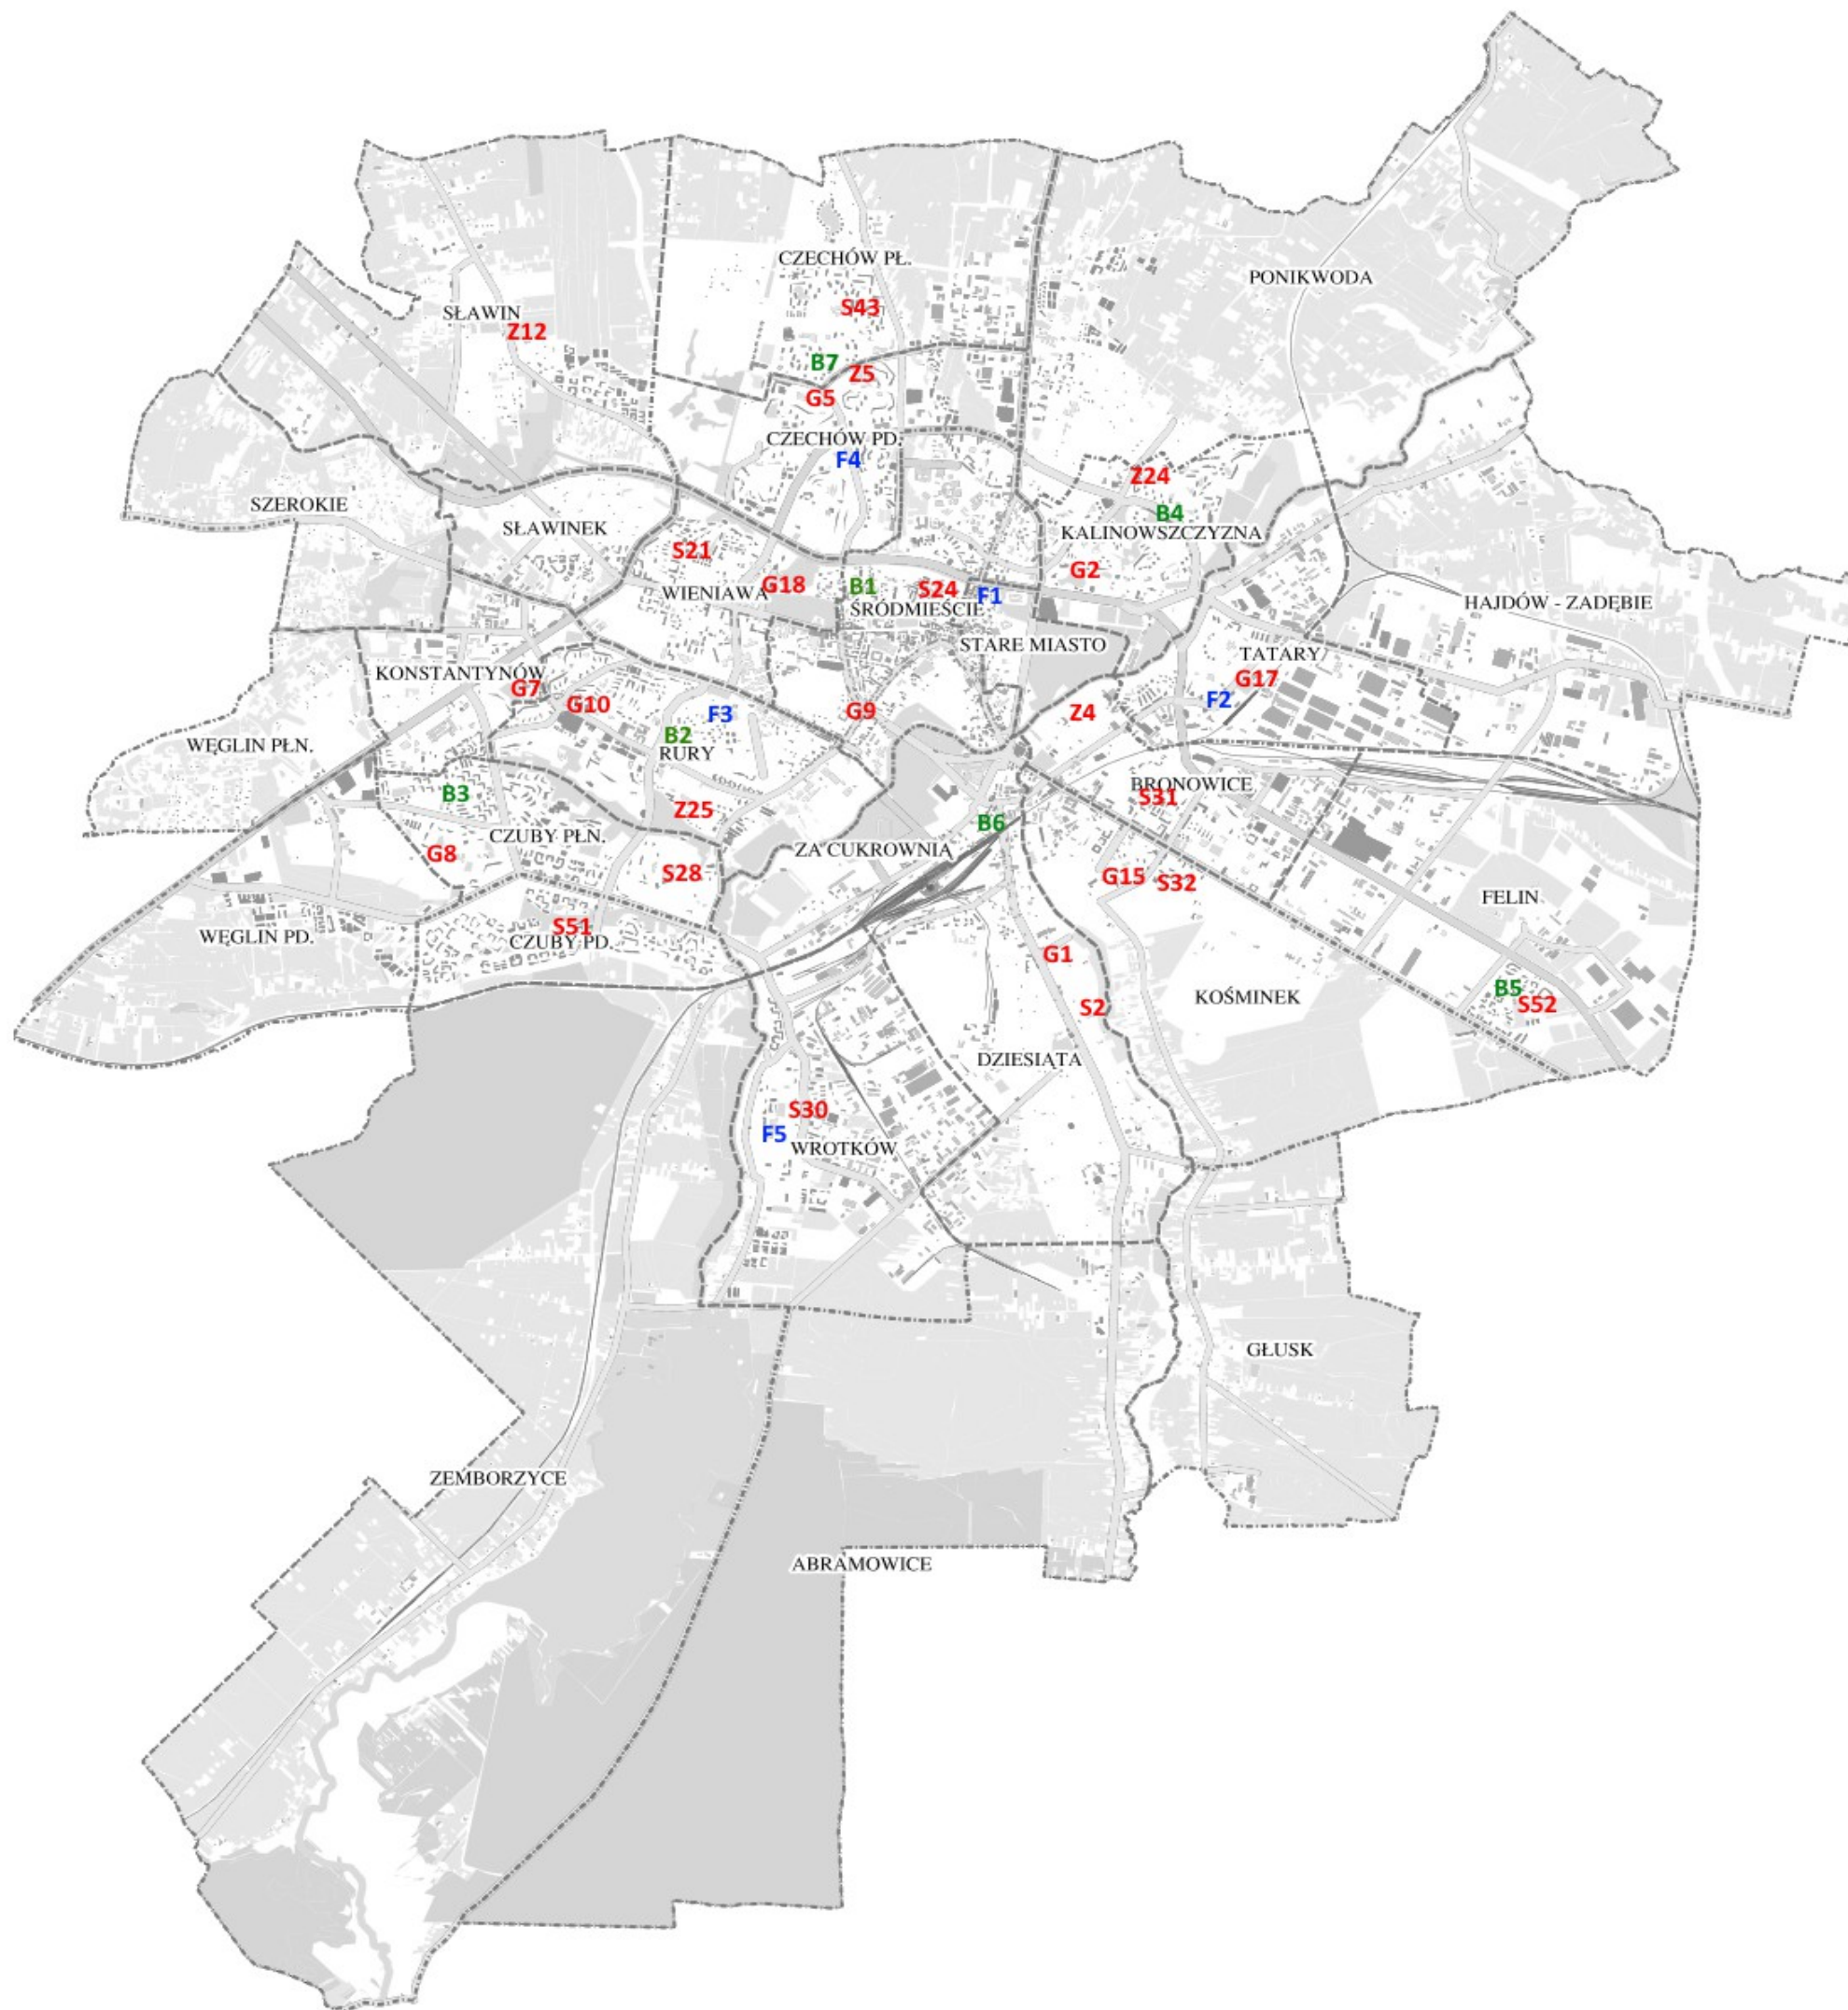 CZECHÓW PŁ.
PONIKWODA
S43
SŁAWIN
Z12
B7
Z5
G5
CZECHÓW PD.
F4
Z24
SZEROKIE
B4
SŁAWINEK
KALINOWSZCZYZNA
S21
G2
G18
B1
S24
F1
WIENIAWA
ŚRÓDMIEŚCIE
HAJDÓW - ZADĘBIE
STARE MIASTO
TATARY
KONSTANTYNÓW
G7
G17
G10
F2
F3
G9
Z4
B2
WĘGLIN PŁN.
RURY
BRONOWICE
B3
S31
Z25
B6
CZUBY PŁN.
G8
ZA CUKROWNIĄ
S28
G15
S32
FELIN
S51
WĘGLIN PD.
CZUBY PD.
G1
B5
KOŚMINEK
S52
S2
DZIESIĄTA
S30
F5
WROTKÓW
GŁUSK
ZEMBORZYCE
ABRAMOWICE